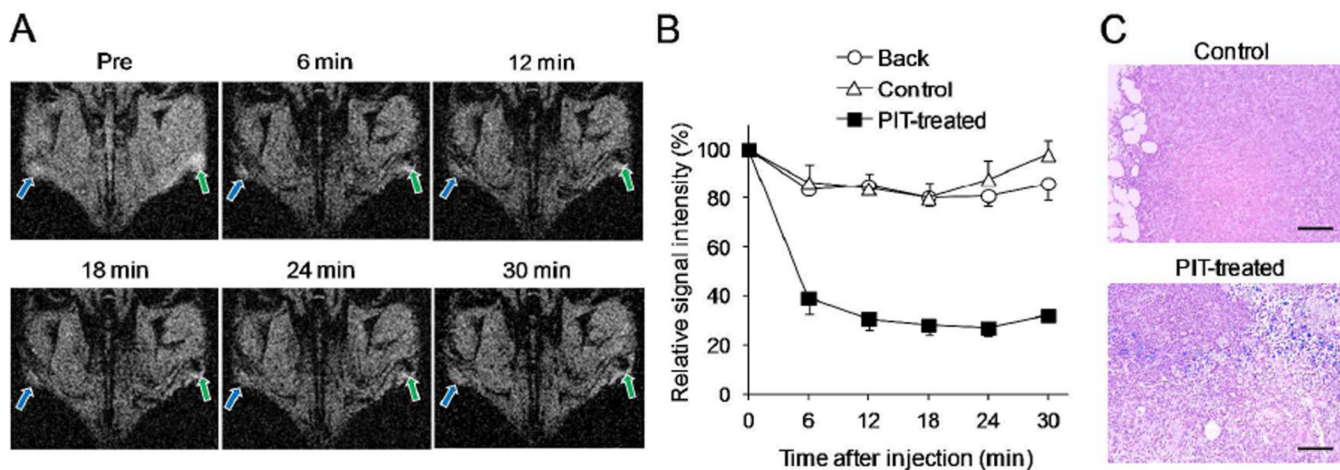 A
Pre
6 min
12 min
18 min
24 min
30 min
B
Back
Control
PIT-treated
Relative signal intensity (%)
100
80
60
40
20
0
0 6 12 18 24 30
Time after injection (min)
C
Control
PIT-treated